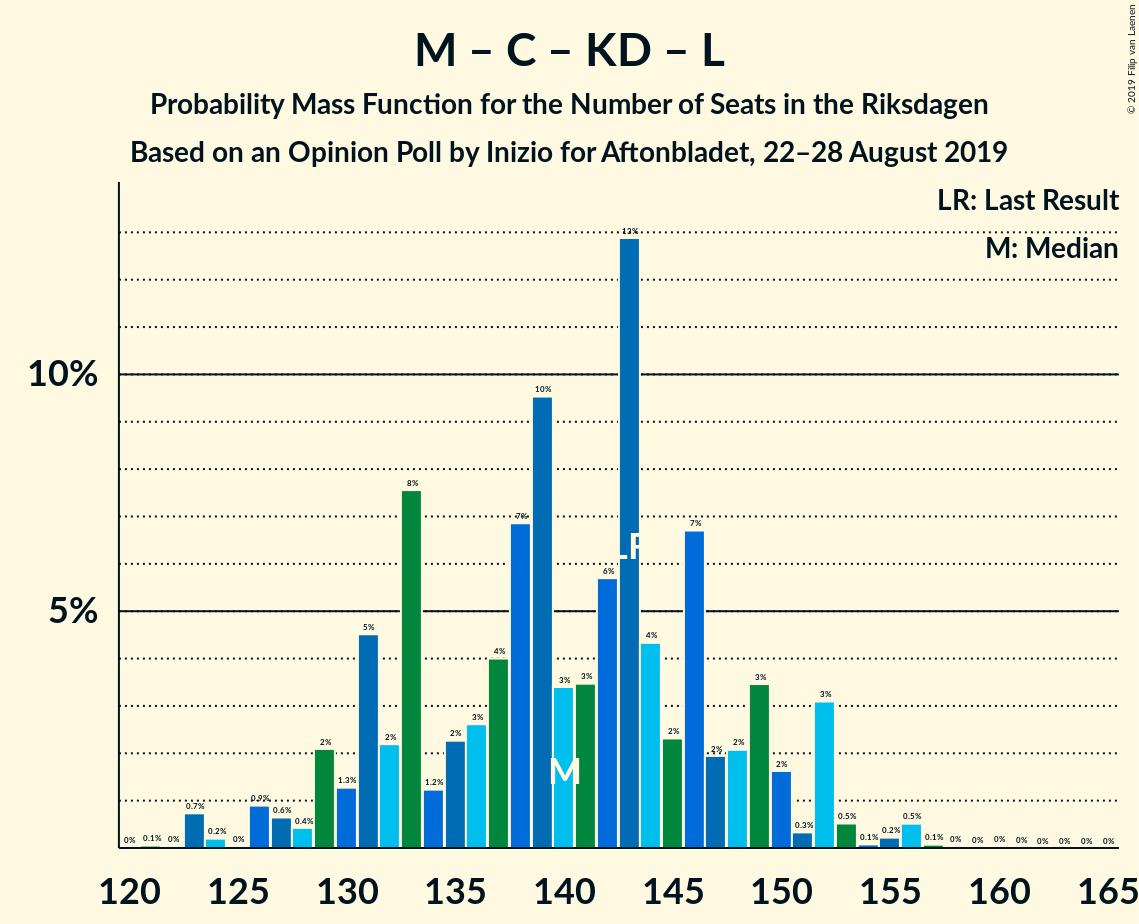 M – C – KD – L
Probability Mass Function for the Number of Seats in the Riksdagen
Based on an Opinion Poll by Inizio for Aftonbladet, 22–28 August 2019
© 2019 Filip van Laenen
LR: Last Result
M: Median
10%
5%
0% 0.1% 0% 0.7% 0.2% 0% 0.9% 0.6% 0.4% 2% 1.3% 5% 2% 8% 1.2% 2% 3% 4% 7% 10% 3% 3% 6% 13% 4% 2% 7% 2% 2% 3% 2% 0.3% 3% 0.5% 0.1% 0.2% 0.5% 0.1% 0% 0% 0% 0% 0% 0% 0% 0%
LR
M
120 125 130 135 140 145 150 155 160 165